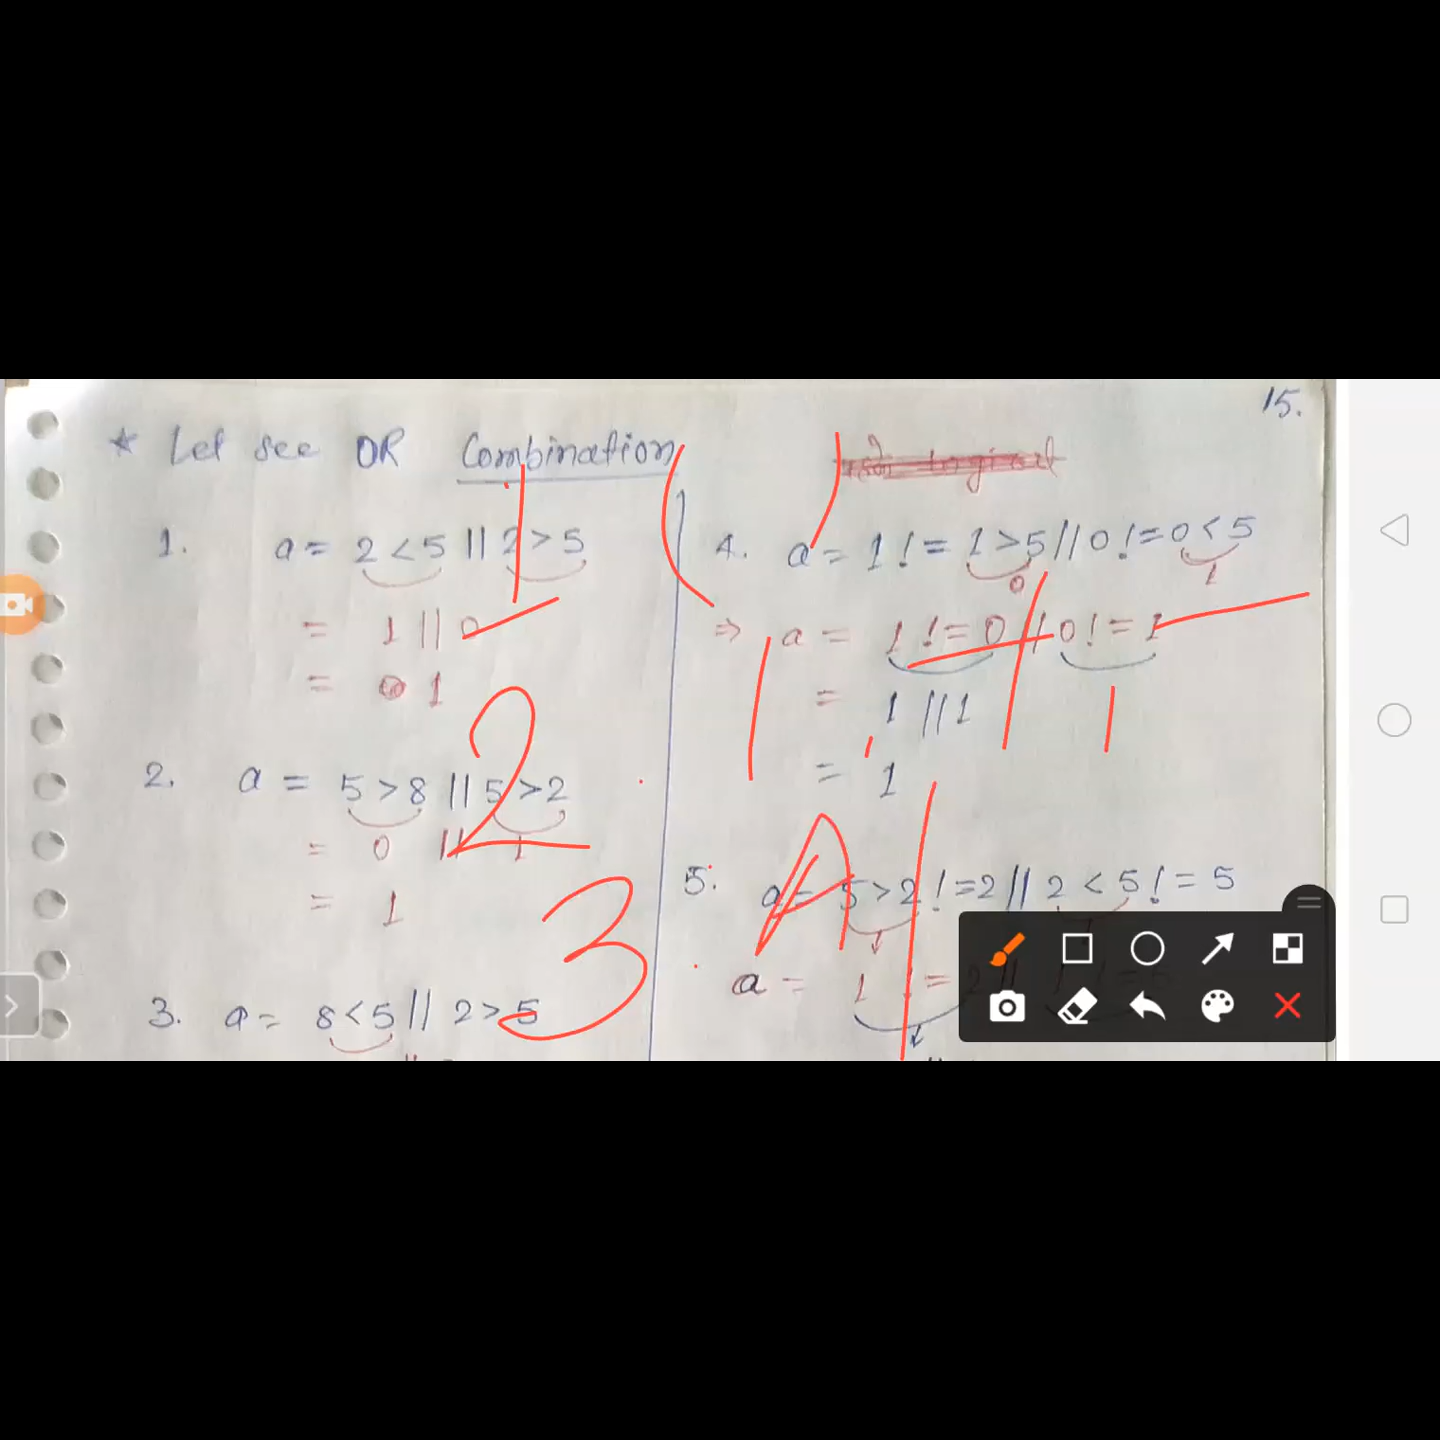 15.
* Let see OR Combination
1. a = 2 < 5 || 2 > 5
= 1 || 0
= 1
2. a = 5 > 8 || 5 > 2
= 0 || 1
= 1
3. a = 8 < 5 || 2 > 5
4. a = 1 != 1 > 5 || 0 != 0 < 5
0 1
⇒ a = 1 != 0 || 0 != 1
= 1 || 1
= 1
5. a = 5 > 2 != 2 || 2 < 5 != 5
a = 1 != 2 ||
2
3